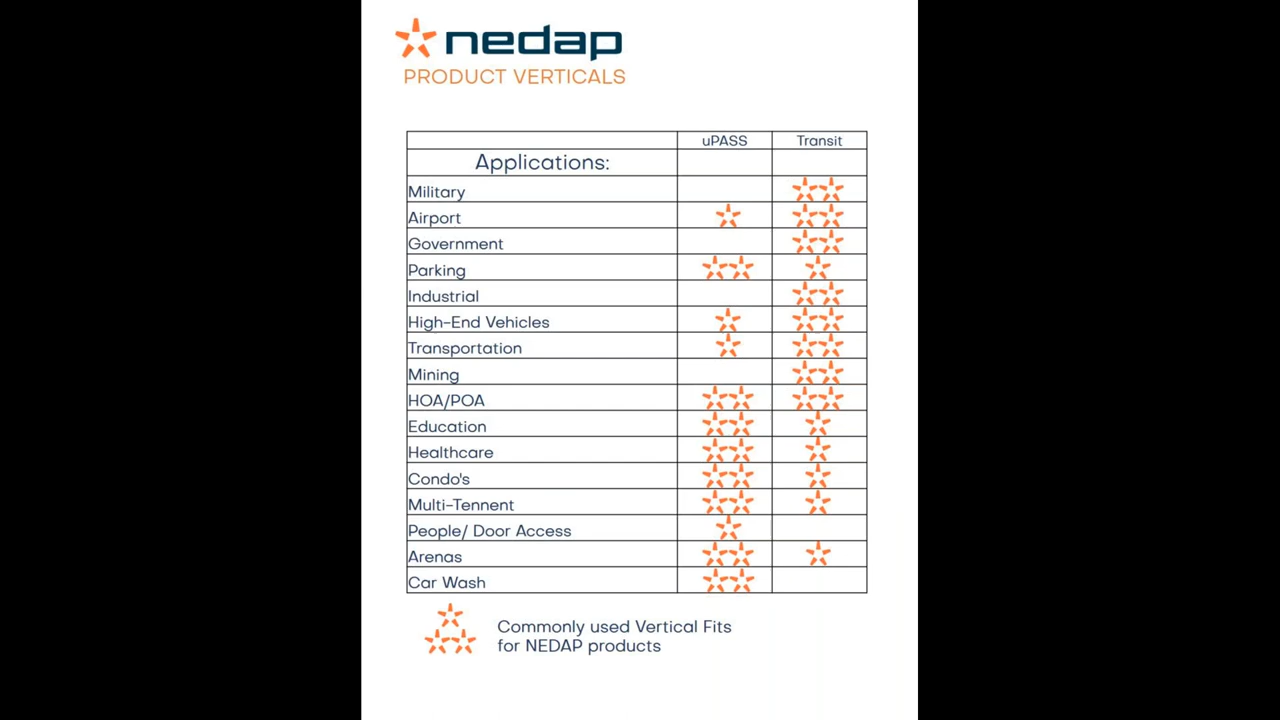 nedap
PRODUCT VERTICALS
uPASS Transit
Applications:
Military
Airport
Government
Parking
Industrial
High-End Vehicles
Transportation
Mining
HOA/POA
Education
Healthcare
Condo's
Multi-Tennent
People/ Door Access
Arenas
Car Wash
Commonly used Vertical Fits
for NEDAP products